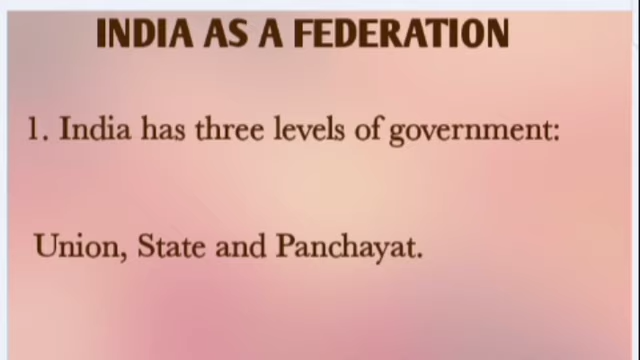 INDIA AS A FEDERATION
1. India has three levels of government:
Union, State and Panchayat.